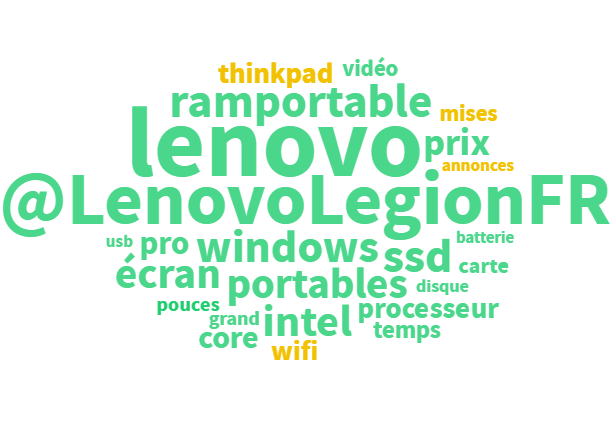 thinkpad vidéo
ramportable mises
lenovo prix
annonces
@LenovoLegionFR
usb pro windows ssd batterie
écran portables carte
disque
pouces grand intel processeur
core temps
wifi